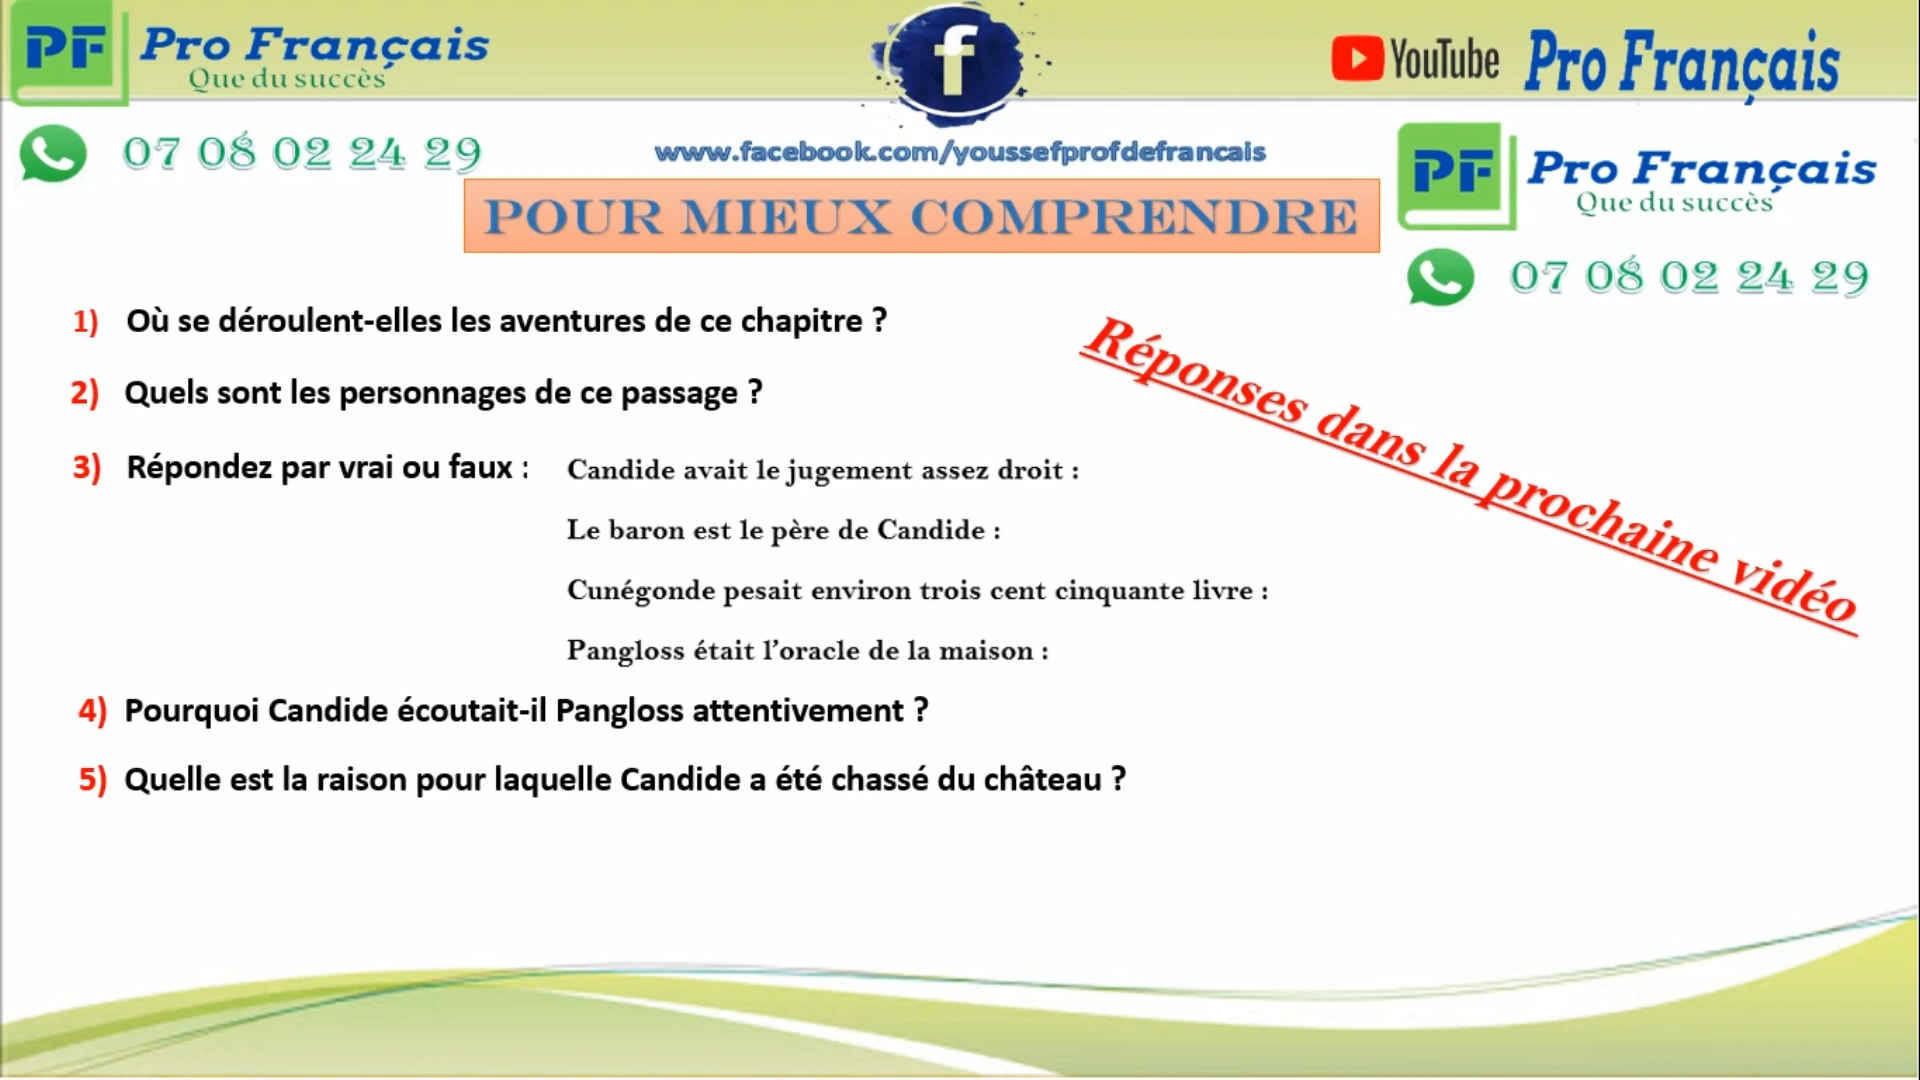 PF Pro Français
Que du succès
f
YouTube Pro Français
07 08 02 24 29
www.facebook.com/youssefprofdefrancais
PF Pro Français
Que du succès
07 08 02 24 29
POUR MIEUX COMPRENDRE
1) Où se déroulent-elles les aventures de ce chapitre ?
Réponses dans la prochaine vidéo
2) Quels sont les personnages de ce passage ?
3) Répondez par vrai ou faux : Candide avait le jugement assez droit :
Le baron est le père de Candide :
Cunégonde pesait environ trois cent cinquante livre :
Pangloss était l’oracle de la maison :
4) Pourquoi Candide écoutait-il Pangloss attentivement ?
5) Quelle est la raison pour laquelle Candide a été chassé du château ?